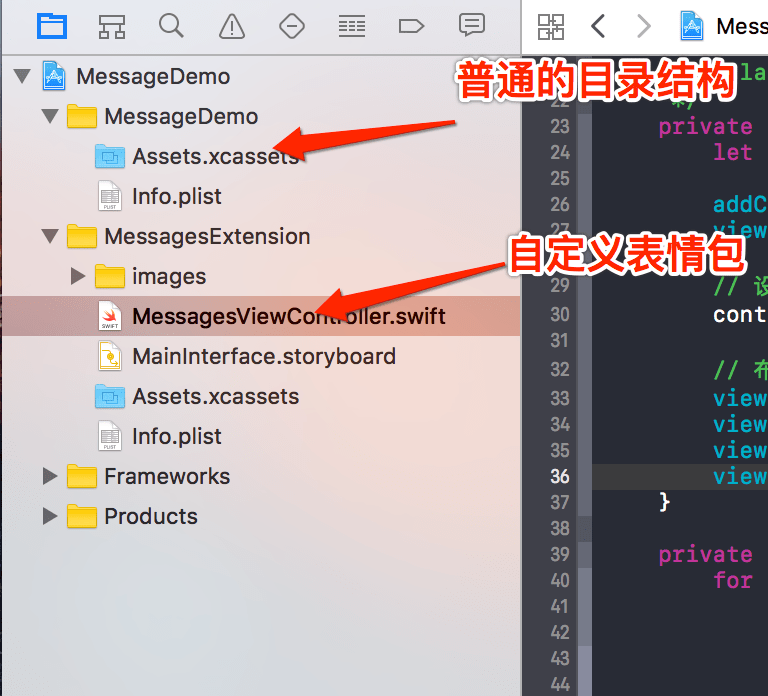 Mess
MessageDemo
MessageDemo
Assets.xcassets
Info.plist
MessagesExtension
images
MessagesViewController.swift
MainInterface.storyboard
Assets.xcassets
Info.plist
Frameworks
Products
普通的目录结构
自定义表情包
la
22 */
23 private
24 let
25
26 addC
27 view
29 // 设
30 cont
31
32 // 布
33 view
34 view
35 view
36 view
37 }
38
39 private
40 for
41
42
43
44